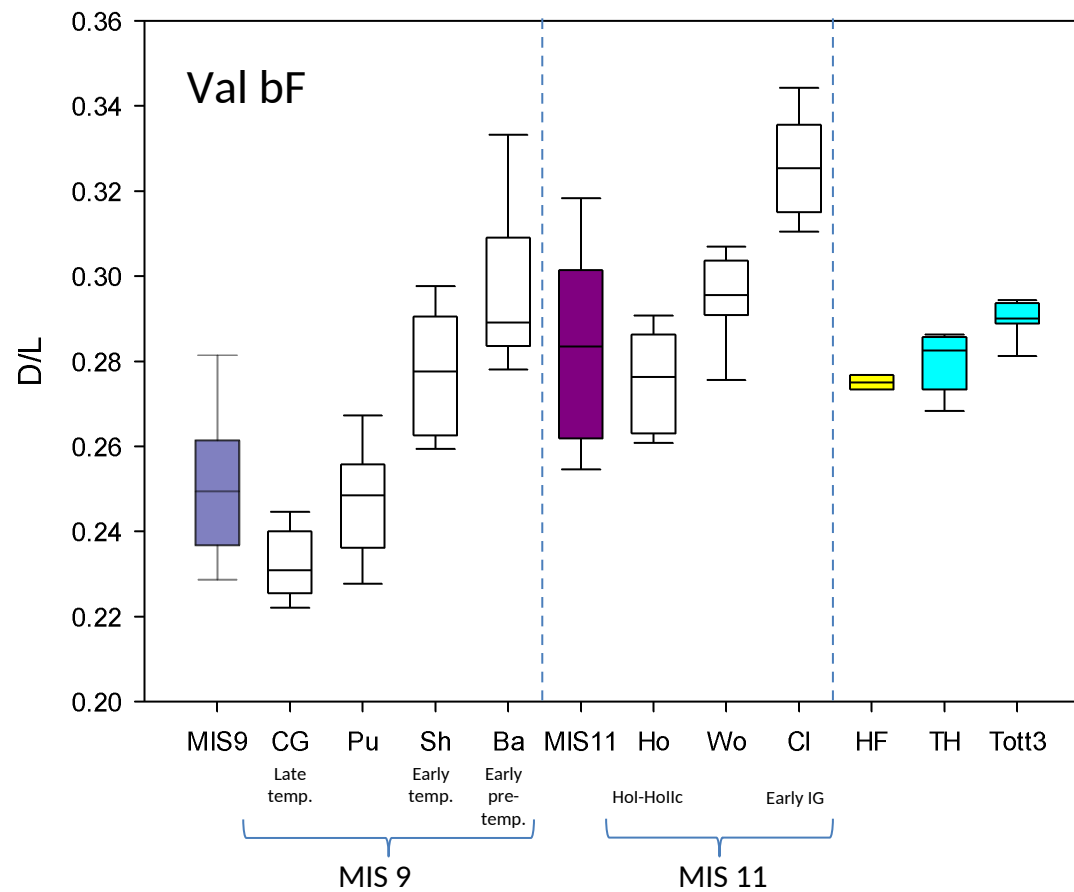 0.36
Val bF
0.34
0.32
0.30
0.28
0.26
0.24
0.22
0.20
D/L
MIS9 CG Pu Sh Ba MIS11 Ho Wo Cl HF TH Tott3
Late
temp.
Early
temp.
Early
pre-
temp.
Hol-HoIIc
Early IG
MIS 9
MIS 11